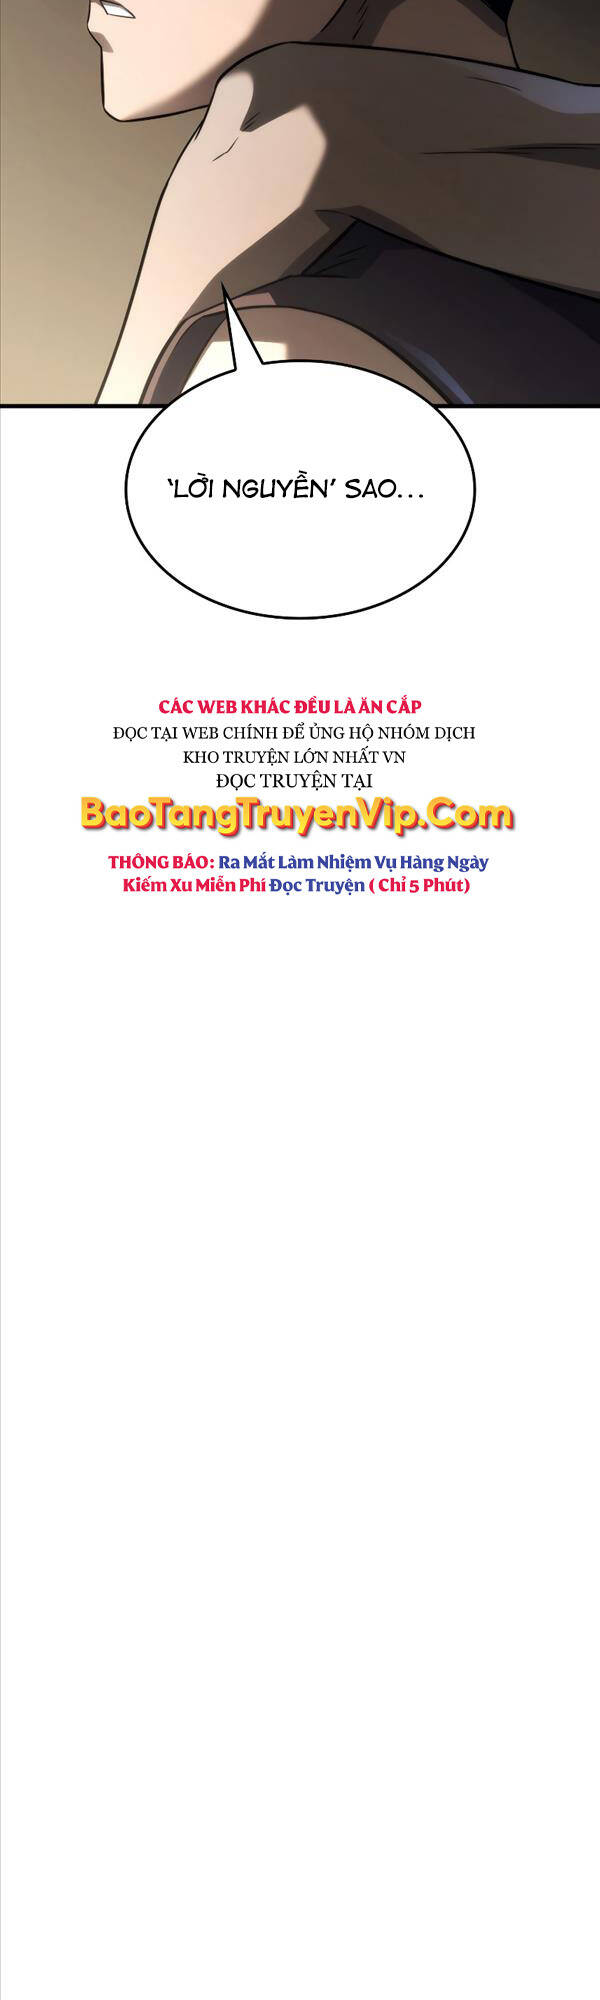 'LỜI NGUYỀN' SAO...
CÁC WEB KHÁC ĐỀU LÀ ĂN CẮP
ĐỌC TẠI WEB CHÍNH ĐỂ ỦNG HỘ NHÓM DỊCH
KHO TRUYỆN LỚN NHẤT VN
ĐỌC TRUYỆN TẠI
BaoTangTruyenVip.Com
THÔNG BÁO: Ra Mắt Làm Nhiệm Vụ Hàng Ngày
Kiếm Xu Miễn Phí Đọc Truyện ( Chỉ 5 Phút)